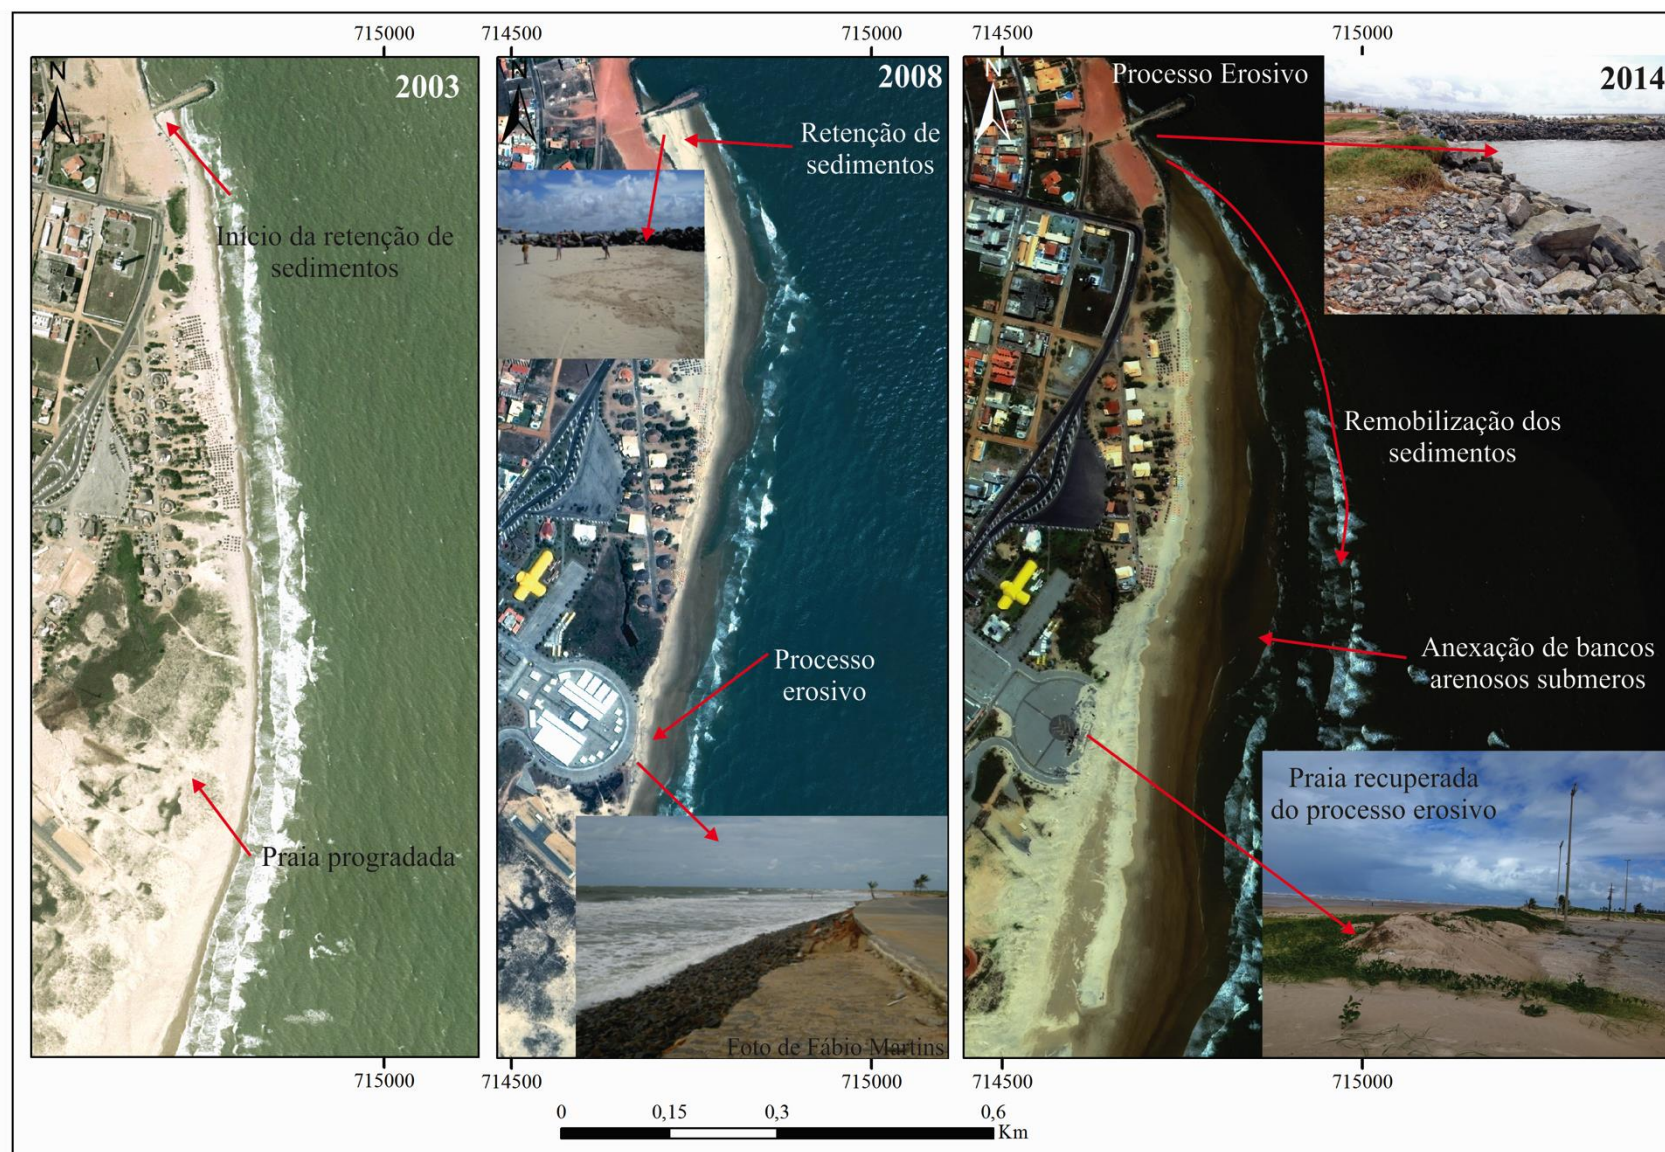 715000
714500
715000
714500
715000
N
2003
Início da retenção de
sedimentos
Praia progradada
N
2008
Retenção de
sedimentos
Processo
erosivo
Foto de Fábio Martins
N
Processo Erosivo
2014
Remobilização dos
sedimentos
Anexação de bancos
arenosos submeros
Praia recuperada
do processo erosivo
715000
714500
715000
714500
715000
0
0,15
0,3
0,6
Km